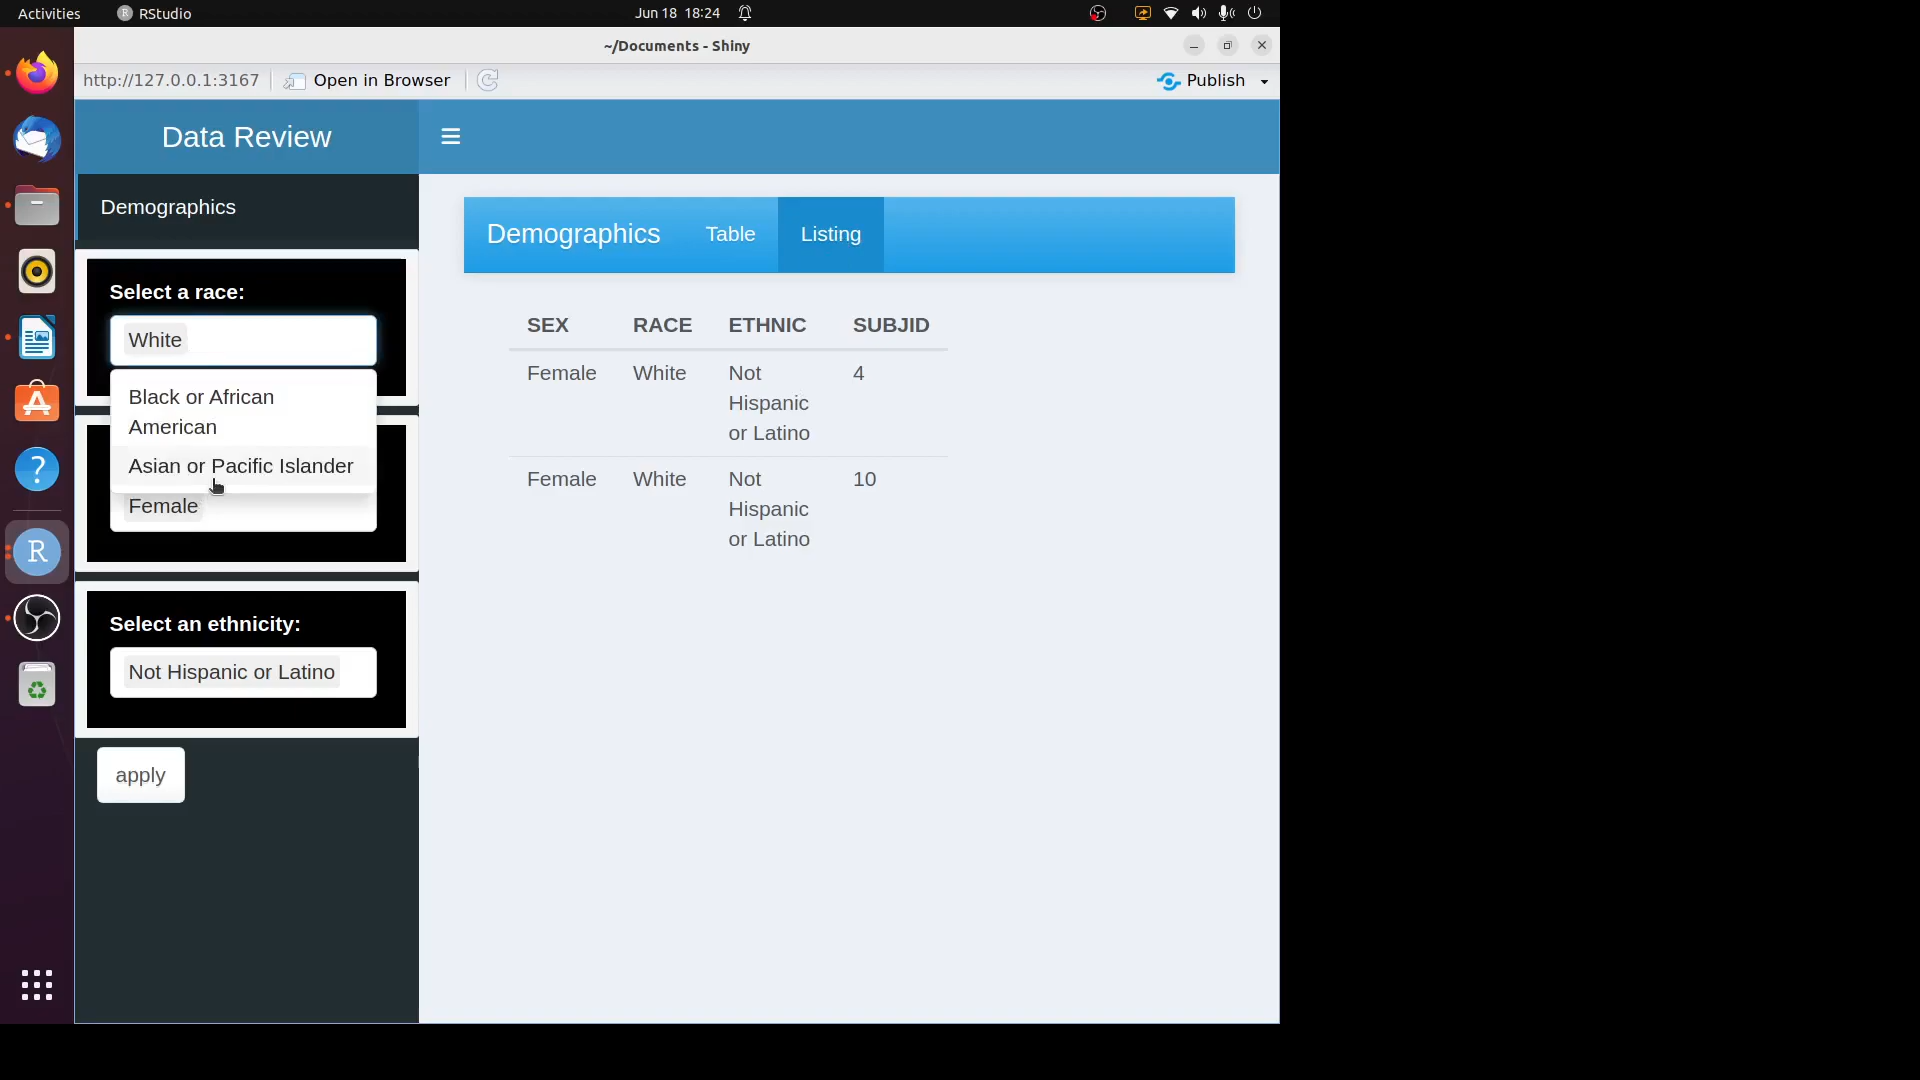 Activities
RStudio
Jun 18 18:24
~/Documents - Shiny
http://127.0.0.1:3167
Open in Browser
Publish
Data Review
Demographics
Select a race:
White
Black or African
American
Asian or Pacific Islander
Female
Select an ethnicity:
Not Hispanic or Latino
apply
Demographics
Table
Listing
SEX RACE ETHNIC SUBJID
Female White Not 4
Hispanic
or Latino
Female White Not 10
Hispanic
or Latino